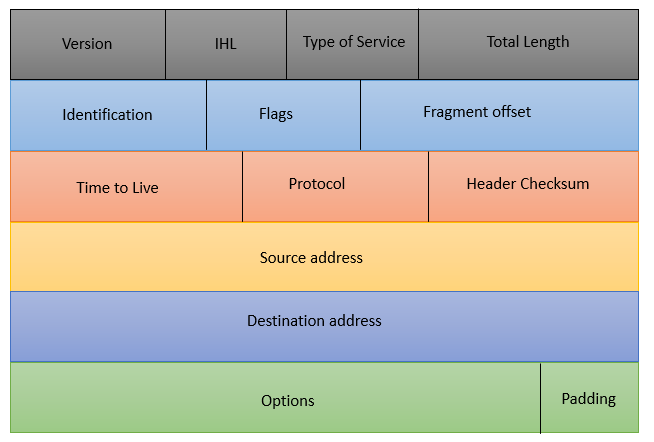 Version IHL Type of Service Total Length
Identification Flags Fragment offset
Time to Live Protocol Header Checksum
Source address
Destination address
Options Padding